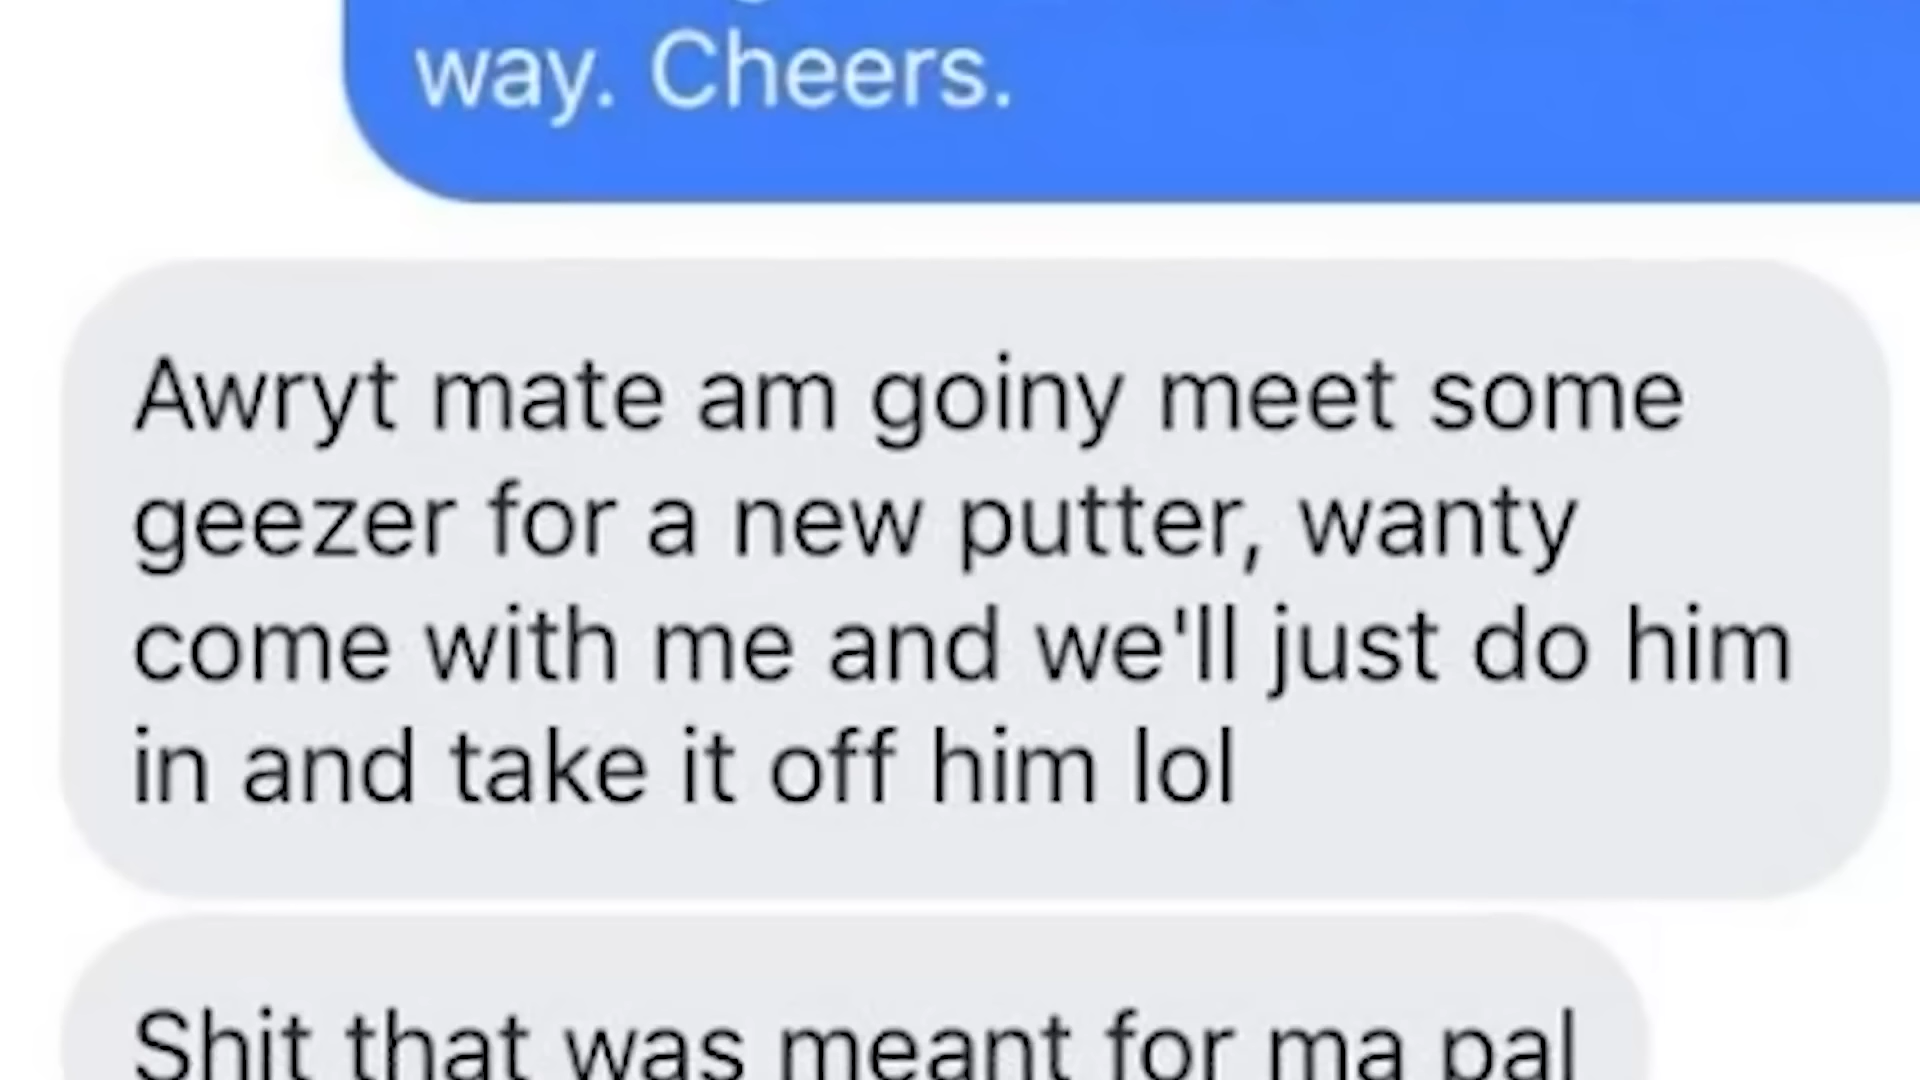 way. Cheers.
Awryt mate am goiny meet some
geezer for a new putter, wanty
come with me and we'll just do him
in and take it off him lol
Shit that was meant for ma pal